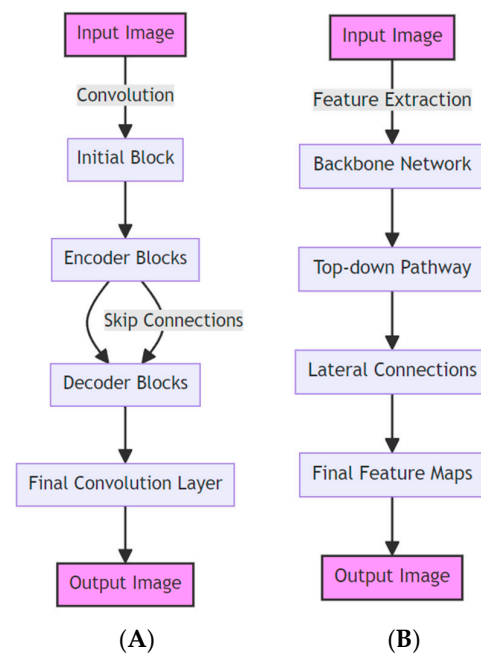 Input Image
Convolution
Initial Block
Encoder Blocks
Skip Connections
Decoder Blocks
Final Convolution Layer
Output Image
(A)
Input Image
Feature Extraction
Backbone Network
Top-down Pathway
Lateral Connections
Final Feature Maps
Output Image
(B)